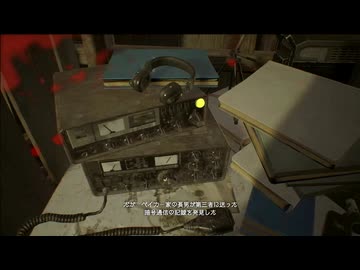 だが ベイカー家の長男が第三者に送った
暗号通信の記録を発見した